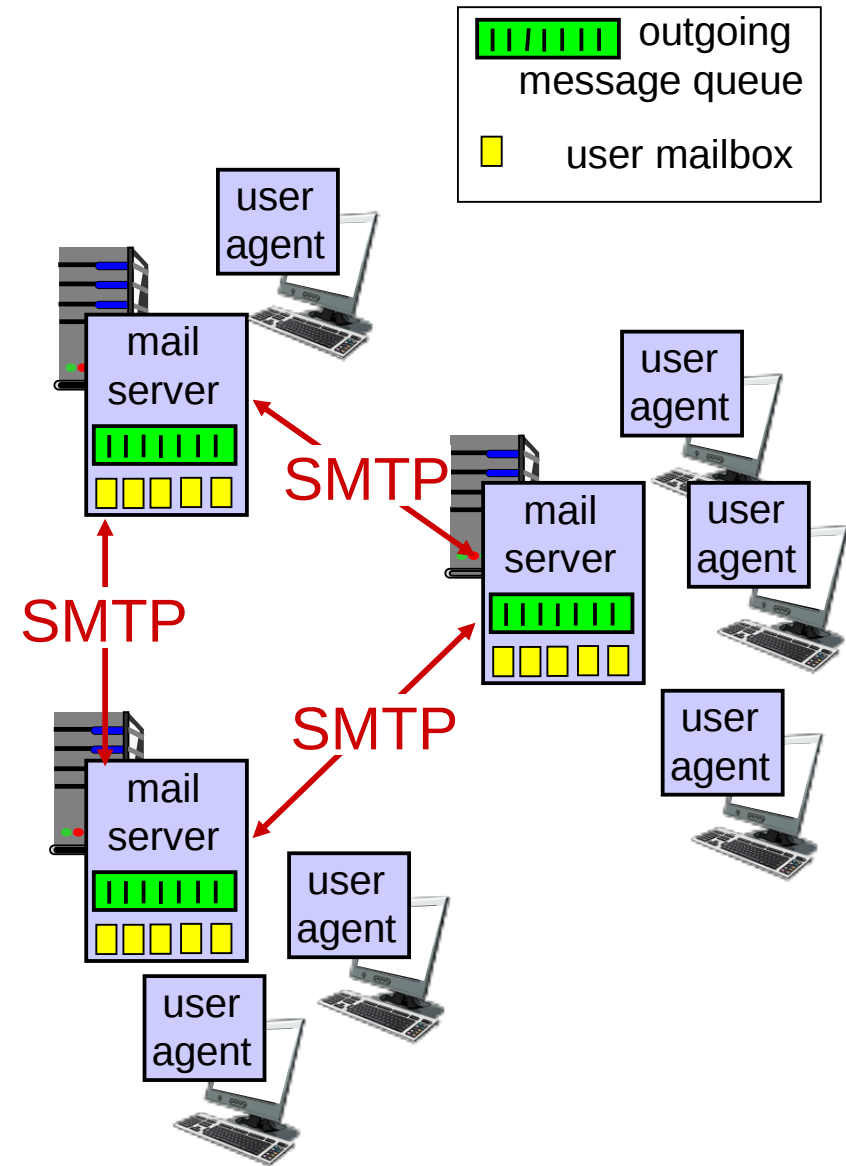 outgoing
message queue
user mailbox
user
agent
mail
server
SMTP
user
agent
mail
server
user
agent
SMTP
SMTP
user
agent
mail
server
user
agent
user
agent